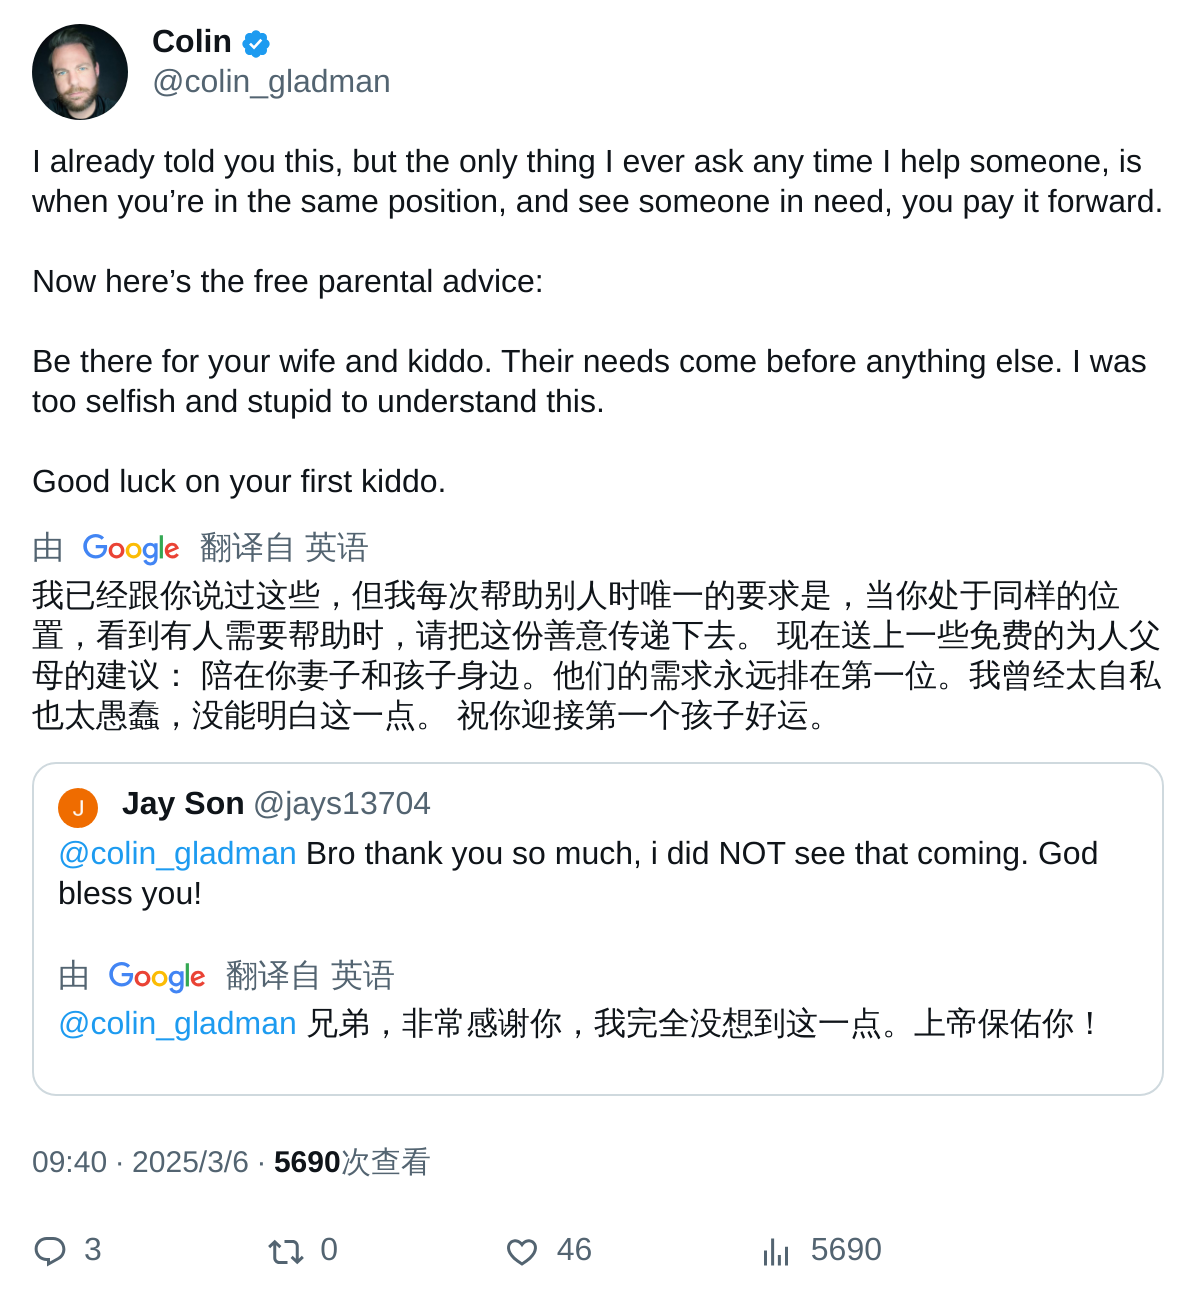 Colin
@colin_gladman
I already told you this, but the only thing I ever ask any time I help someone, is
when you’re in the same position, and see someone in need, you pay it forward.
Now here’s the free parental advice:
Be there for your wife and kiddo. Their needs come before anything else. I was
too selfish and stupid to understand this.
Good luck on your first kiddo.
由 Google 翻译自 英语
我已经跟你说过这些，但我每次帮助别人时唯一的要求是，当你处于同样的位
置，看到有人需要帮助时，请把这份善意传递下去。 现在送上一些免费的为人父
母的建议： 陪在你妻子和孩子身边。他们的需求永远排在第一位。我曾经太自私
也太愚蠢，没能明白这一点。 祝你迎接第一个孩子好运。
J Jay Son @jays13704
@colin_gladman Bro thank you so much, i did NOT see that coming. God
bless you!
由 Google 翻译自 英语
@colin_gladman 兄弟，非常感谢你，我完全没想到这一点。上帝保佑你！
09:40 · 2025/3/6 · 5690次查看
3 0 46 5690